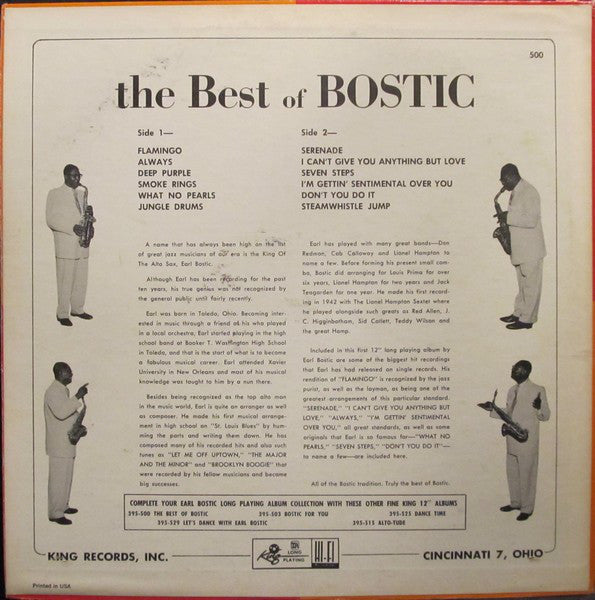 500
the Best of BOSTIC
Side 1—
FLAMINGO
ALWAYS
DEEP PURPLE
SMOKE RINGS
WHAT NO PEARLS
JUNGLE DRUMS
Side 2—
SERENADE
I CAN'T GIVE YOU ANYTHING BUT LOVE
SEVEN STEPS
I'M GETTIN' SENTIMENTAL OVER YOU
DON'T YOU DO IT
STEAMWHISTLE JUMP
A name that has always been high on the list
of great jazz musicians of our era is the King Of
The Alto Sax, Earl Bostic.
Although Earl has been recording for the past
ten years, his true genius was not recognized by
the general public until fairly recently.
Earl was born in Toledo, Ohio. Becoming inter-
ested in music through a friend of his who played
in a local orchestra, Earl started playing in the high
school band at Booker T. Washington High School
in Toledo, and that is the start of what is to become
a fabulous musical career. Earl attended Xavier
University in New Orleans and most of his musical
knowledge was taught to him by a nun there.
Besides being recognized as the top alto man
in the music world, Earl is quite an arranger as well
as composer. He made his first musical arrange-
ment in high school on "St. Louis Blues" by hum-
ming the parts and writing them down. He has
composed many of his recorded hits and also such
tunes as "LET ME OFF UPTOWN," "THE MAJOR
AND THE MINOR" and "BROOKLYN BOOGIE" that
were recorded by his fellow musicians and became
big successes.
Earl has played with many great bands—Don
Redman, Cab Calloway and Lionel Hampton to
name a few. Before forming his present small com-
bo, Bostic did arranging for Louis Prima for over
six years, Lionel Hampton for two years and Jack
Teagarden for one year. He made his first record-
ing in 1942 with The Lionel Hampton Sextet where
he played alongside such greats as Red Allen, J.
C. Higginbotham, Sid Catlett, Teddy Wilson and
the great Hamp.
Included in this First 12" long playing album by
Earl Bostic are some of the biggest hit recordings
that Earl has had released on single records. His
rendition of "FLAMINGO" is recognized by the jazz
purist, as well as the layman, as being one of the
greatest arrangements of this particular standard.
"SERENADE," "I CAN'T GIVE YOU ANYTHING BUT
LOVE," "ALWAYS," "I'M GETTIN' SENTIMENTAL
OVER YOU," all great standards, as well as some
originals that Earl is so famous for—"WHAT NO
PEARLS," "SEVEN STEPS," "DON'T YOU DO IT"—
to name a few—are included here.
All of the Bostic tradition. Truly the best of Bostic.
COMPLETE YOUR EARL BOSTIC LONG PLAYING ALBUM COLLECTION WITH THESE OTHER FINE KING 12" ALBUMS
395-500 THE BEST OF BOSTIC 395-503 BOSTIC FOR YOU 395-525 DANCE TIME
395-529 LET'S DANCE WITH EARL BOSTIC 395-515 ALTO-TUDE
KING RECORDS, INC.
King
LONG
PLAYING
HI-FI
CINCINNATI 7, OHIO
Printed in USA